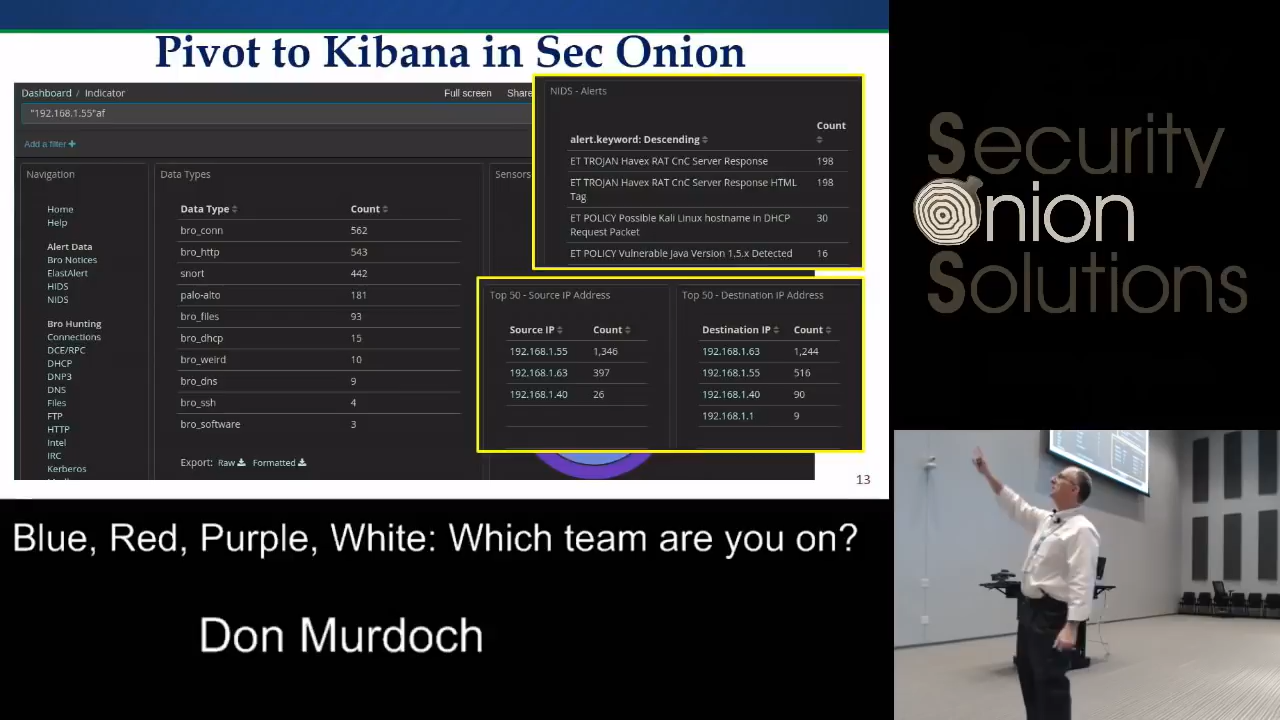 Pivot to Kibana in Sec Onion
Dashboard / Indicator
Full screen
Share
"192.168.1.55"af
Add a filter +
Navigation
Home
Help
Alert Data
Bro Notices
ElastAlert
HIDS
NIDS
Bro Hunting
Connections
DCE/RPC
DHCP
DNP3
DNS
Files
FTP
HTTP
Intel
IRC
Kerberos
Data Types
Data Type Count
bro_conn 562
bro_http 543
snort 442
palo-alto 181
bro_files 93
bro_dhcp 15
bro_weird 10
bro_dns 9
bro_ssh 4
bro_software 3
Export: Raw Formatted
Sensors
NIDS - Alerts
alert.keyword: Descending Count
ET TROJAN Havex RAT CnC Server Response 198
ET TROJAN Havex RAT CnC Server Response HTML 198
Tag
ET POLICY Possible Kali Linux hostname in DHCP 30
Request Packet
ET POLICY Vulnerable Java Version 1.5.x Detected 16
Top 50 - Source IP Address
Source IP Count
192.168.1.55 1,346
192.168.1.63 397
192.168.1.40 26
Top 50 - Destination IP Address
Destination IP Count
192.168.1.63 1,244
192.168.1.55 516
192.168.1.40 90
192.168.1.1 9
13
Security
Onion
Solutions
Blue, Red, Purple, White: Which team are you on?
Don Murdoch